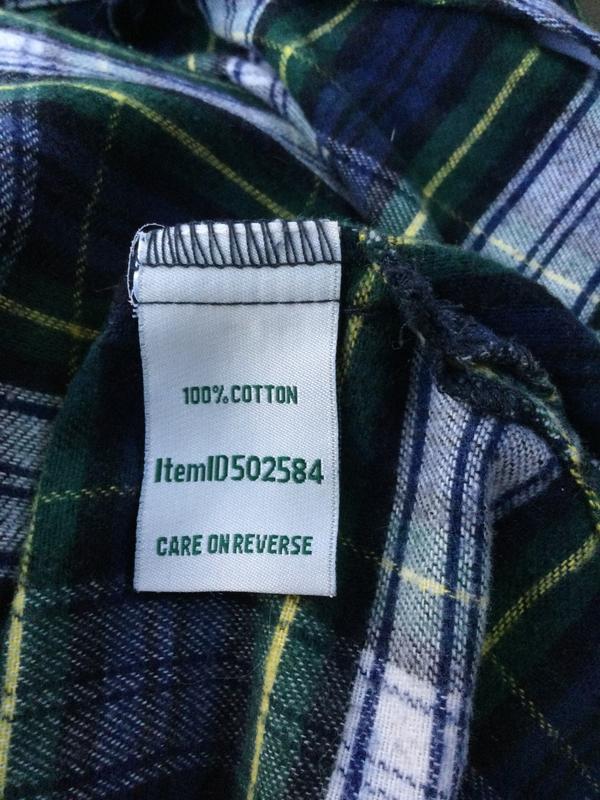 100% COTTON
ItemID502584
CARE ON REVERSE